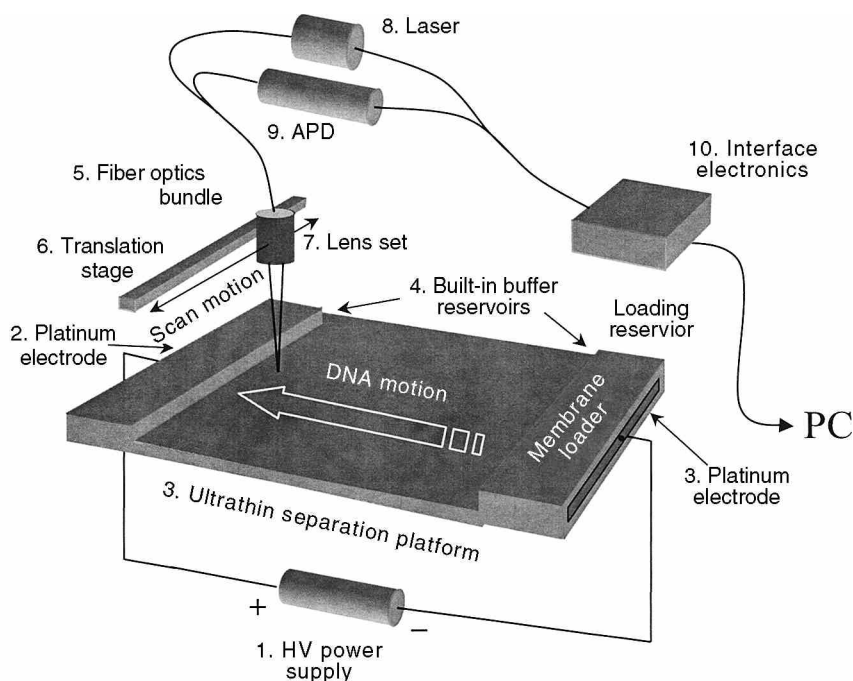 8. Laser
9. APD
10. Interface
electronics
5. Fiber optics
bundle
6. Translation
stage
7. Lens set
Scan motion
4. Built-in buffer
reservoirs
Loading
reservior
2. Platinum
electrode
DNA motion
Membrane
loader
PC
3. Platinum
electrode
3. Ultrathin separation platform
+
–
1. HV power
supply